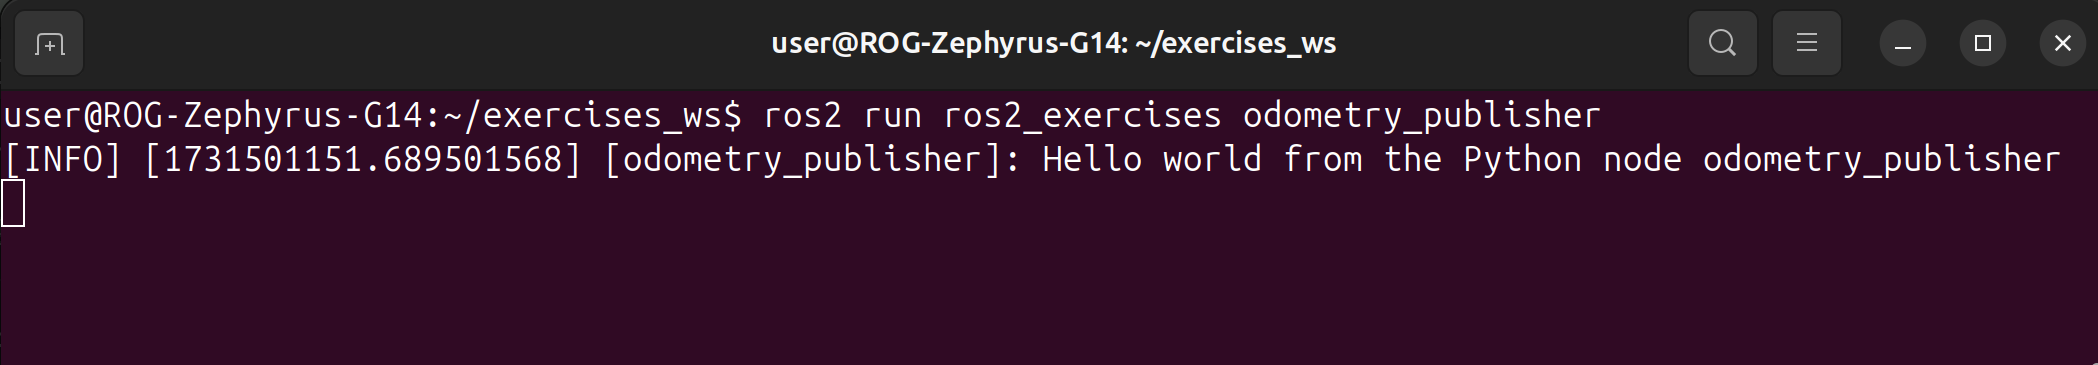 user@ROG-Zephyrus-G14: ~/exercises_ws
user@ROG-Zephyrus-G14:~/exercises_ws$ ros2 run ros2_exercises odometry_publisher
[INFO] [1731501151.689501568] [odometry_publisher]: Hello world from the Python node odometry_publisher